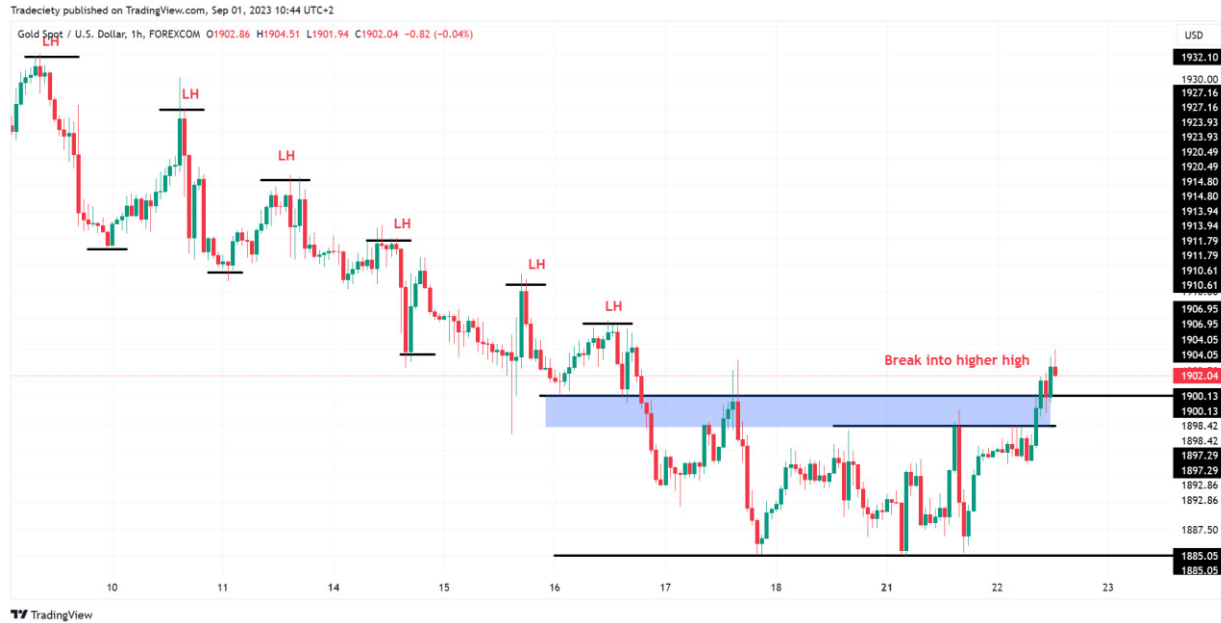 Tradeciety published on TradingView.com, Sep 01, 2023 10:44 UTC+2
Gold Spot / U.S. Dollar, 1h, FOREXCOM O1902.86 H1904.51 L1901.94 C1902.04 −0.82 (−0.04%)
USD
LH
LH
LH
LH
LH
LH
Break into higher high
1932.10
1930.00
1927.16
1927.16
1923.93
1923.93
1920.49
1920.49
1914.80
1914.80
1913.94
1913.94
1911.79
1911.79
1910.61
1910.61
1906.95
1906.95
1904.05
1904.05
1902.04
1900.13
1900.13
1898.42
1898.42
1897.29
1897.29
1892.86
1892.86
1887.50
1885.05
1885.05
10 11 14 15 16 17 18 21 22 23
TradingView